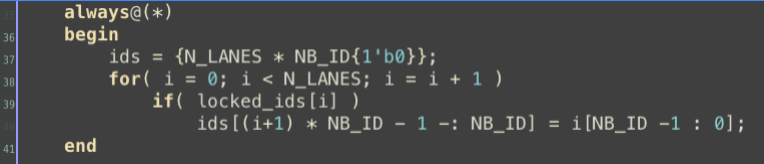 35 always@(*)
36 begin
37 ids = {N_LANES * NB_ID{1'b0}};
38 for( i = 0; i < N_LANES; i = i + 1 )
39 if( locked_ids[i] )
40 ids[(i+1) * NB_ID - 1 -: NB_ID] = i[NB_ID -1 : 0];
41 end